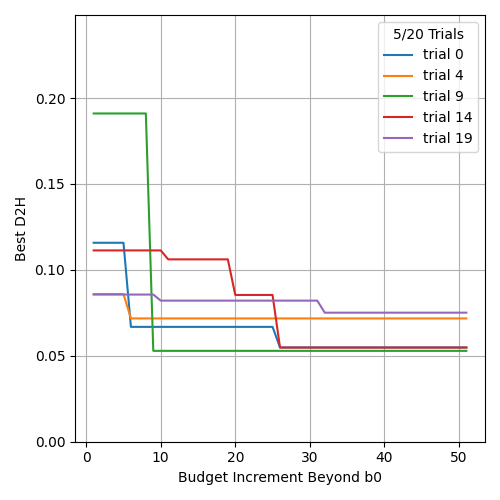 5/20 Trials
trial 0
trial 4
trial 9
trial 14
trial 19
0.20
0.15
0.10
0.05
0.00
Best D2H
0 10 20 30 40 50
Budget Increment Beyond b0